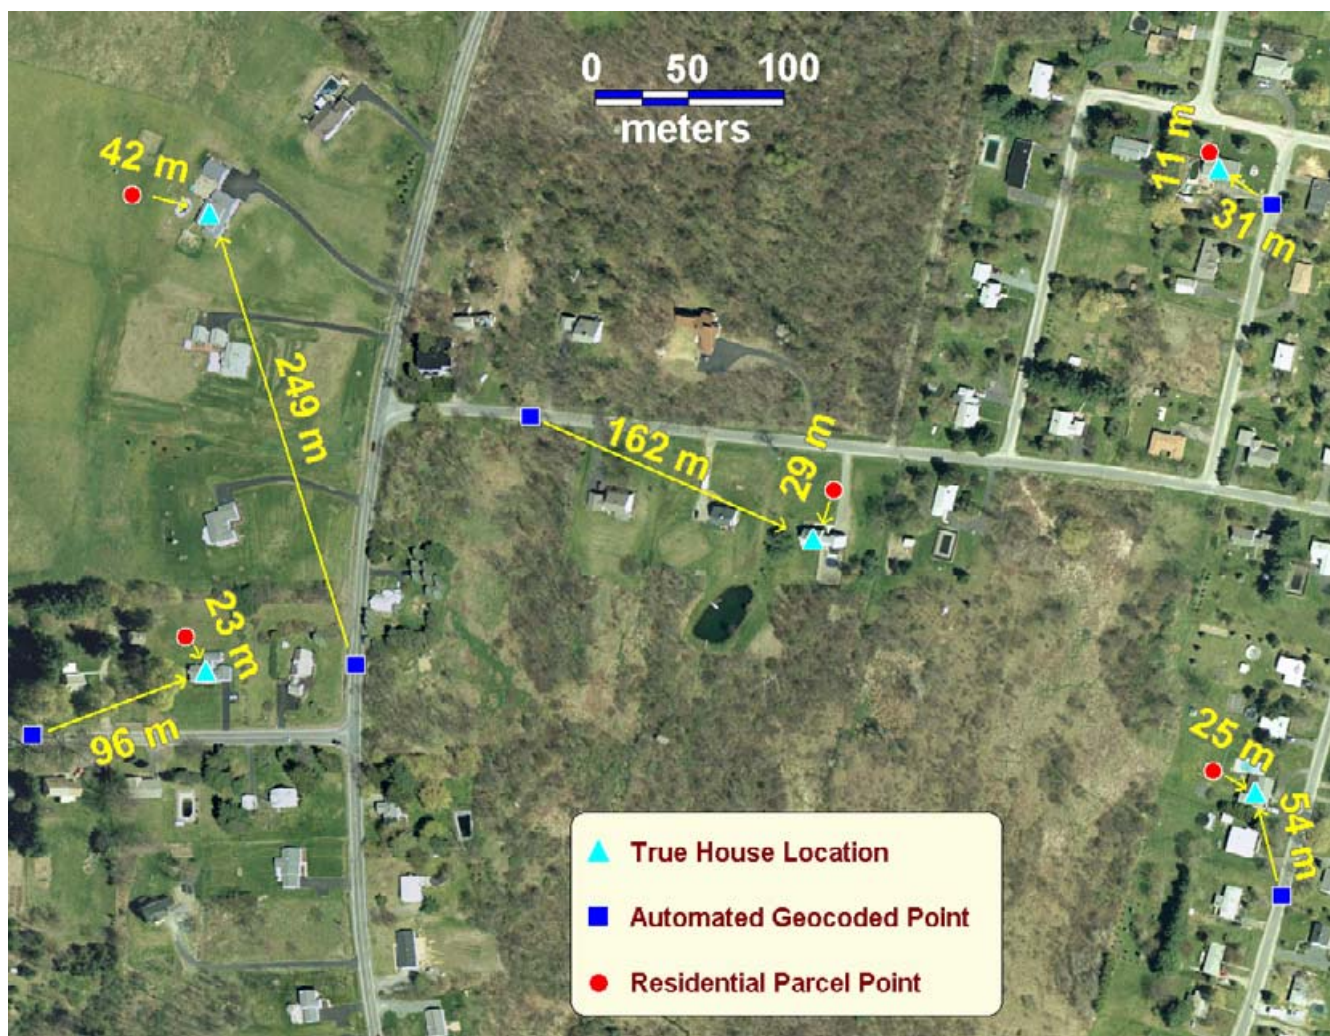 0 50 100
meters
42 m
11 m
31 m
249 m
162 m
29 m
23 m
96 m
25 m
54 m
True House Location
Automated Geocoded Point
Residential Parcel Point